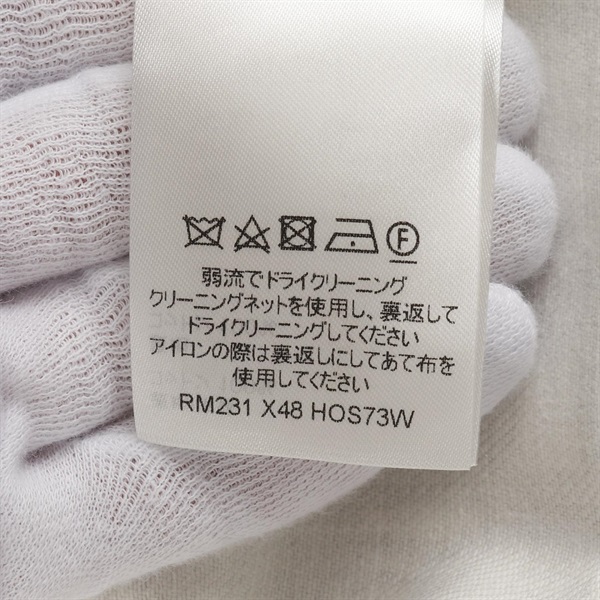 F
弱流でドライクリーニング
クリーニングネットを使用し、裏返して
ドライクリーニングしてください
アイロンの際は裏返しにしてあて布を
使用してください
RM231 X48 HOS73W